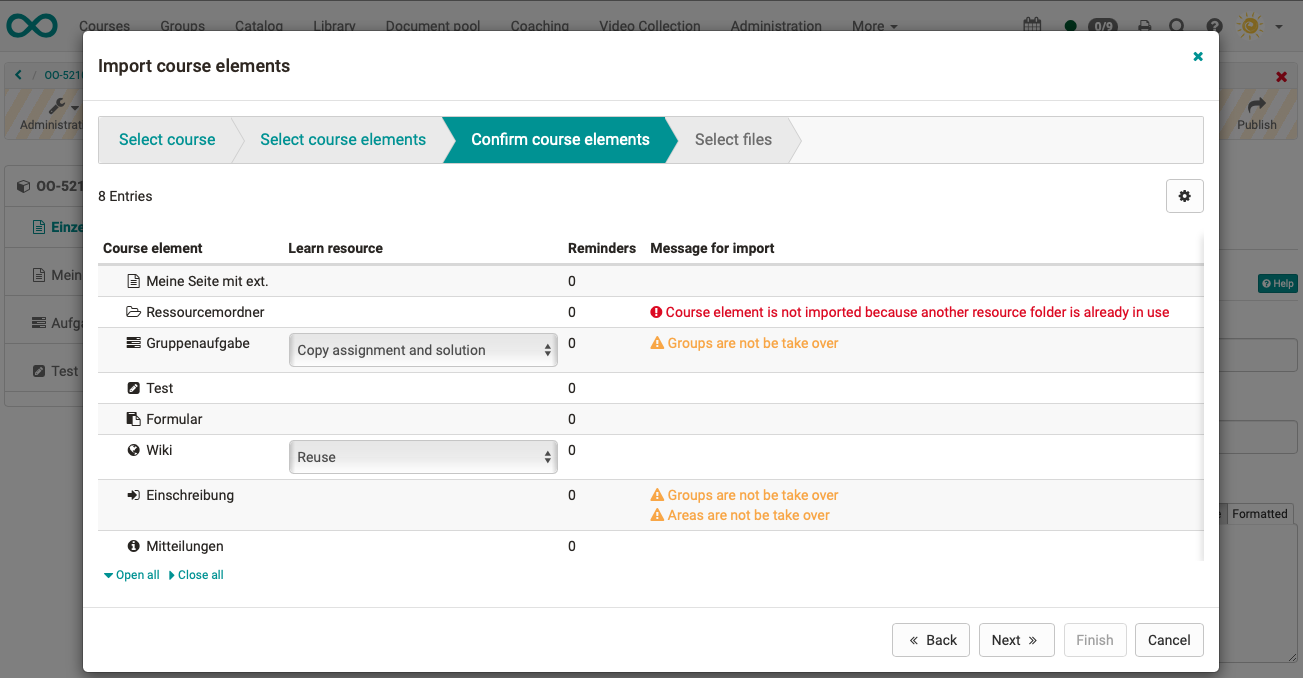 Courses Groups Catalog Library Document pool Coaching Video Collection Administration More 0/9
Import course elements
OO-521
Administrat
Publish
Select course Select course elements Confirm course elements Select files
OO-521
8 Entries
Einze
Course element Learn resource Reminders Message for import
Mein
Meine Seite mit ext. 0
Help
Ressourcemordner 0 Course element is not imported because another resource folder is already in use
Aufga
Gruppenaufgabe Copy assignment and solution 0 Groups are not be take over
Test
Test 0
Formular 0
Wiki Reuse 0
Einschreibung 0 Groups are not be take over
Areas are not be take over
Formatted
Mitteilungen 0
Open all Close all
« Back Next » Finish Cancel